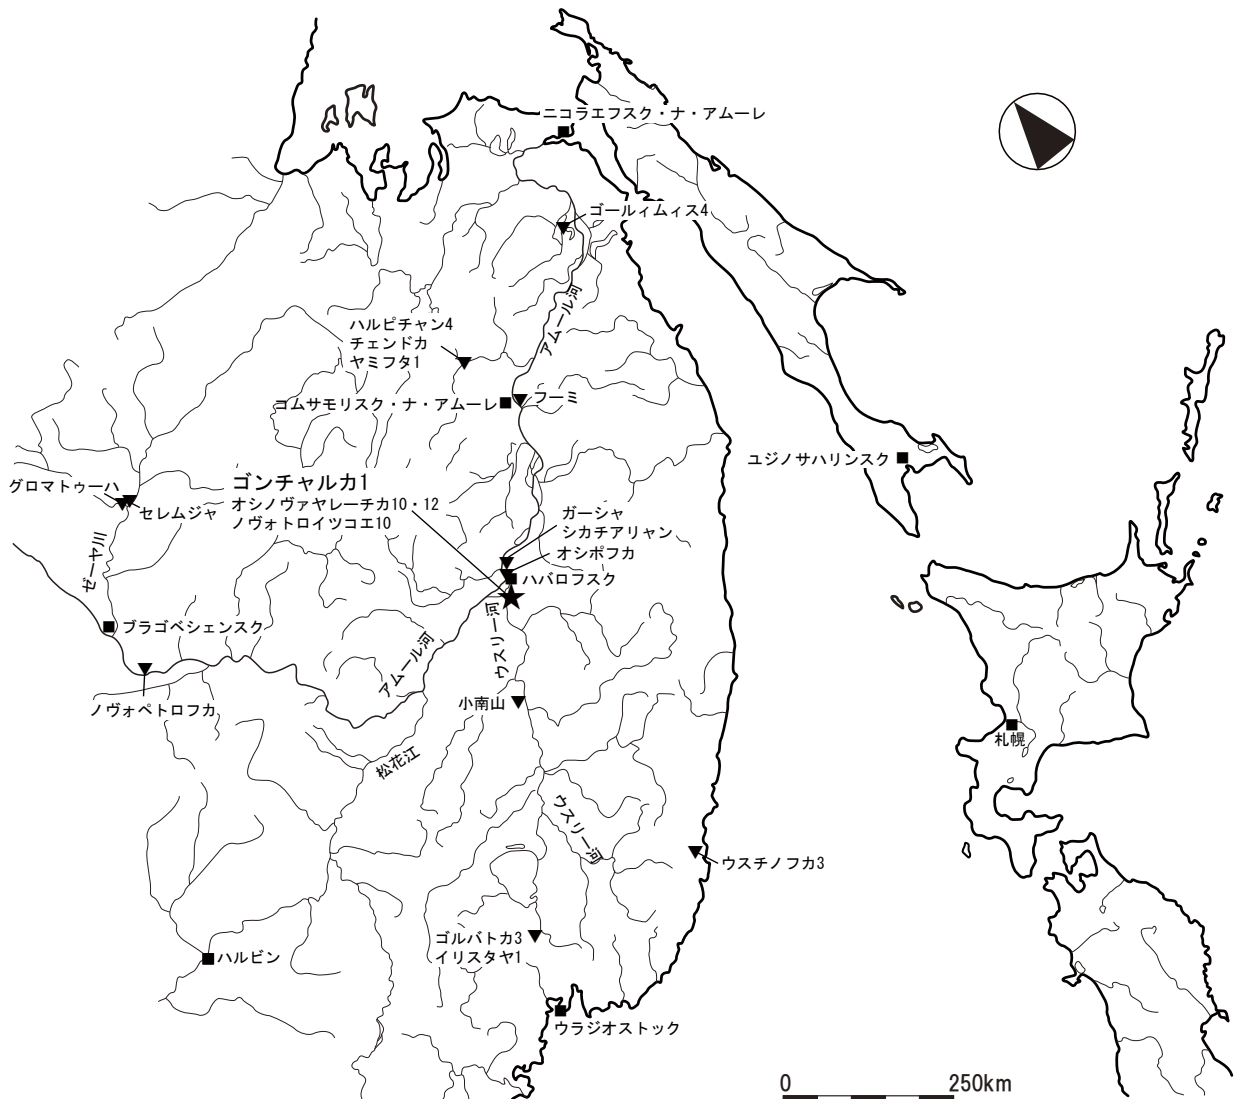 ニコラエフスク・ナ・アムーレ
ゴールィムィス4
アムール河
ハルピチャン4
チェンドカ
ヤミフタ1
コムサモリスク・ナ・アムーレ
フーミ
ユジノサハリンスク
グロマトゥーハ
セレムジャ
ゼーヤ川
ゴンチャルカ1
オシノヴァヤレーチカ10・12
ノヴォトロイツコエ10
ガーシャ
シカチアリャン
オシポフカ
ハバロフスク
ブラゴベシェンスク
アムール河
ウスリー河
ノヴォペトロフカ
小南山
札幌
松花江
ウスリー河
ウスチノフカ3
ゴルバトカ3
イリスタヤ1
ハルビン
ウラジオストック
0 250km